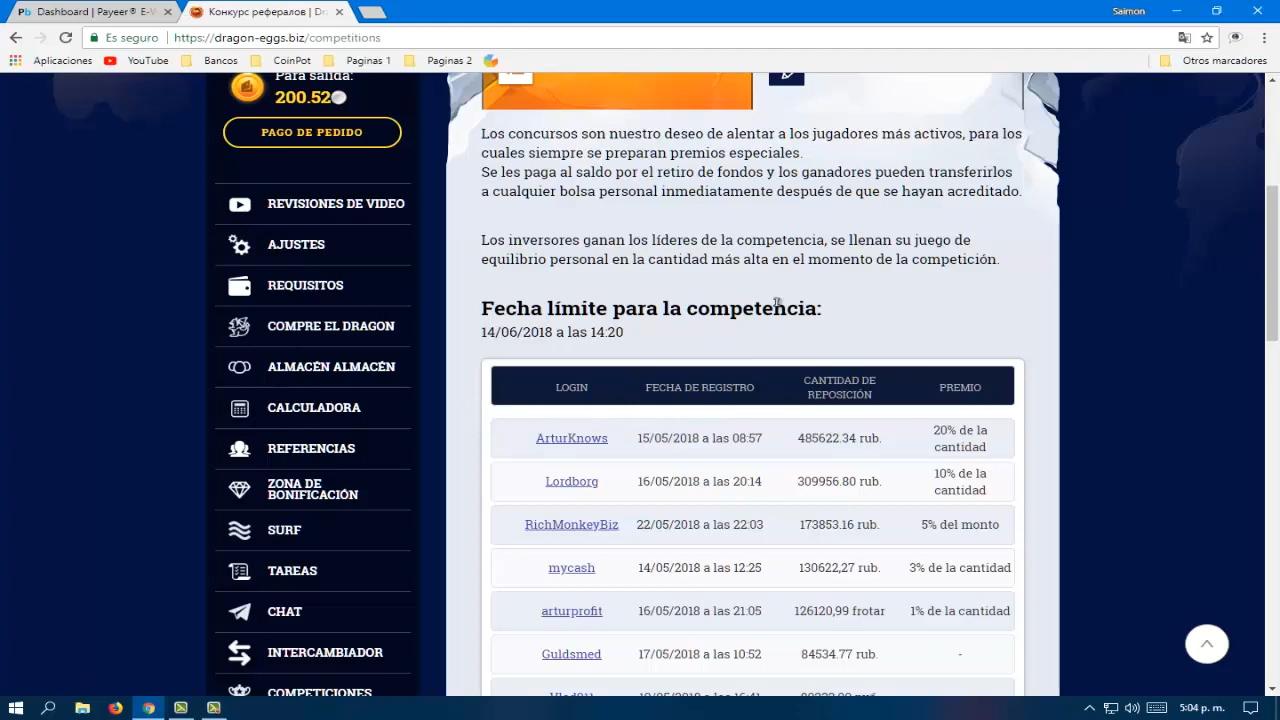 Dashboard | Payeer® E-W
Конкурс рефералов | Dr
Saimon
Es seguro | https://dragon-eggs.biz/competitions
Aplicaciones YouTube Bancos CoinPot Paginas 1 Paginas 2 Otros marcadores
Para salida:
200.52
PAGO DE PEDIDO
REVISIONES DE VIDEO
AJUSTES
REQUISITOS
COMPRE EL DRAGON
ALMACÉN ALMACÉN
CALCULADORA
REFERENCIAS
ZONA DE
BONIFICACIÓN
SURF
TAREAS
CHAT
INTERCAMBIADOR
COMPETICIONES
Los concursos son nuestro deseo de alentar a los jugadores más activos, para los
cuales siempre se preparan premios especiales.
Se les paga al saldo por el retiro de fondos y los ganadores pueden transferirlos
a cualquier bolsa personal inmediatamente después de que se hayan acreditado.
Los inversores ganan los líderes de la competencia, se llenan su juego de
equilibrio personal en la cantidad más alta en el momento de la competición.
Fecha límite para la competencia:
14/06/2018 a las 14:20
LOGIN FECHA DE REGISTRO CANTIDAD DE REPOSICIÓN PREMIO
ArturKnows 15/05/2018 a las 08:57 485622.34 rub. 20% de la cantidad
Lordborg 16/05/2018 a las 20:14 309956.80 rub. 10% de la cantidad
RichMonkeyBiz 22/05/2018 a las 22:03 173853.16 rub. 5% del monto
mycash 14/05/2018 a las 12:25 130622,27 rub. 3% de la cantidad
arturprofit 16/05/2018 a las 21:05 126120,99 frotar 1% de la cantidad
Guldsmed 17/05/2018 a las 10:52 84534.77 rub. -
5:04 p. m.